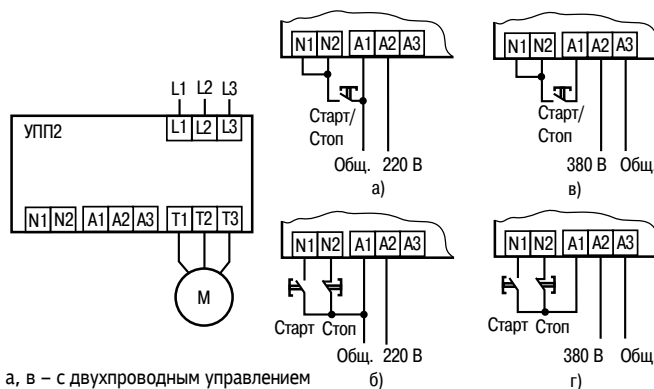 L1 L2 L3
УПП2
L1 L2 L3
N1 N2 A1 A2 A3 T1 T2 T3
М
N1 N2 A1 A2 A3
Старт/
Стоп
Общ. 220 В
а)
N1 N2 A1 A2 A3
Старт/
Стоп
380 В Общ.
в)
N1 N2 A1 A2 A3
Старт Стоп
Общ. 220 В
б)
N1 N2 A1 A2 A3
Старт Стоп
380 В Общ.
г)
а, в – с двухпроводным управлением